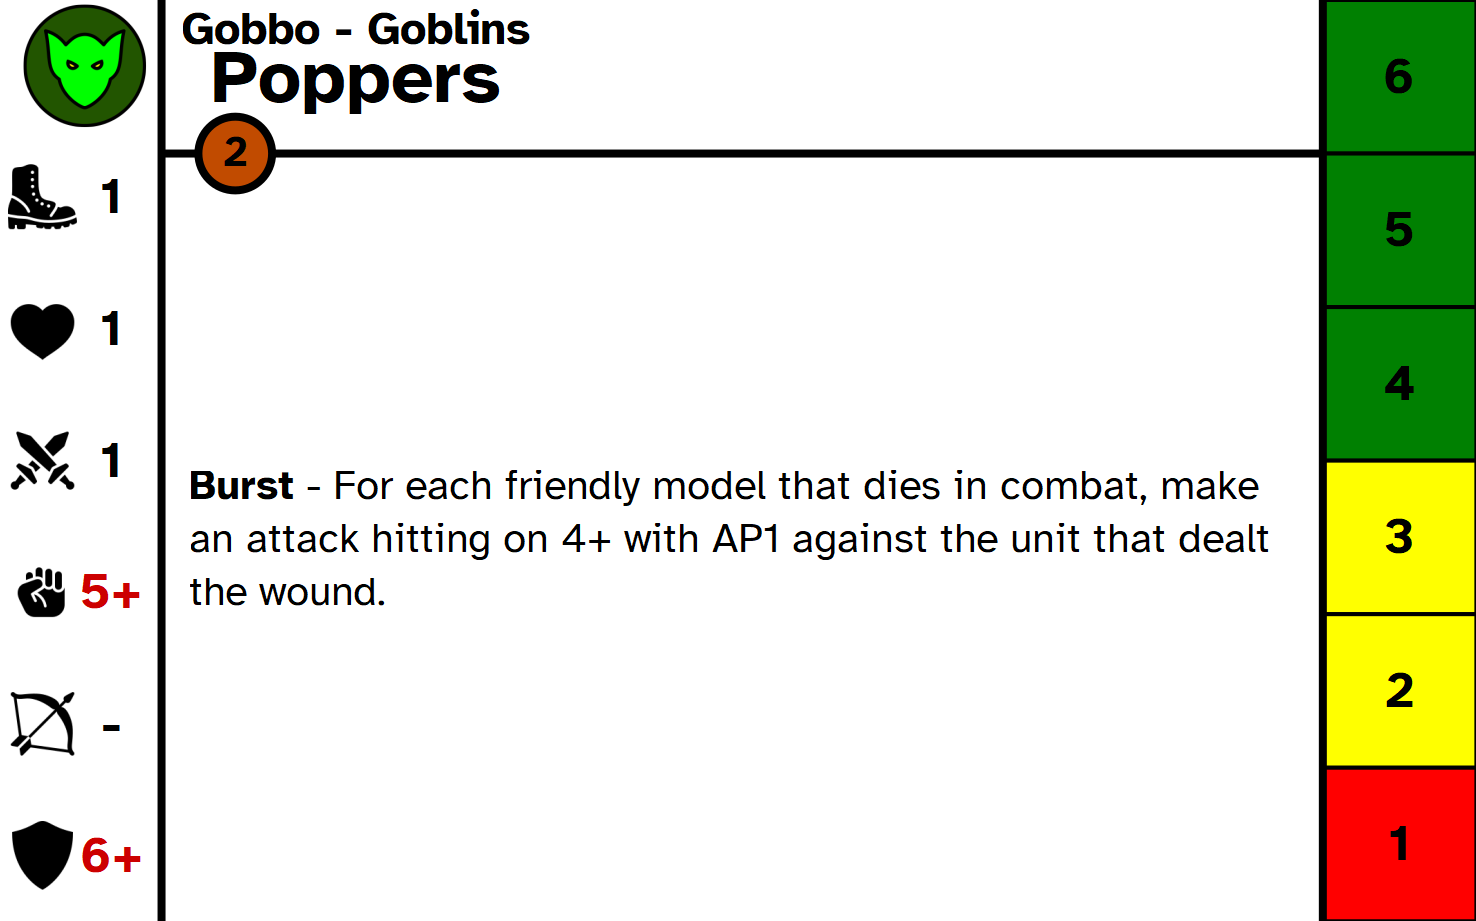 Gobbo - Goblins
Poppers
2
1
1
1
5+
-
6+
Burst - For each friendly model that dies in combat, make
an attack hitting on 4+ with AP1 against the unit that dealt
the wound.
6
5
4
3
2
1